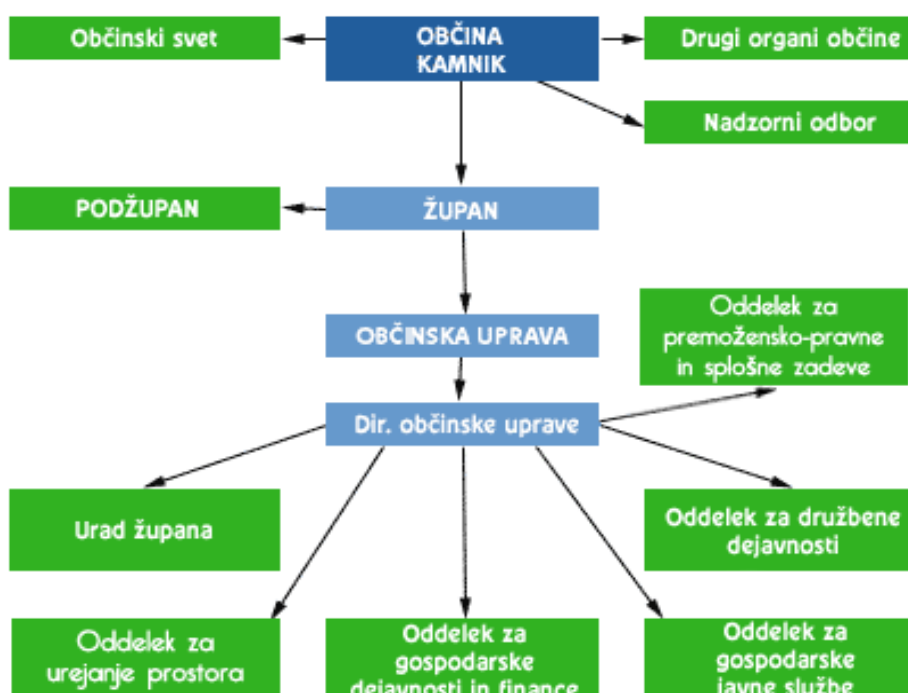 Občinski svet
OBČINA
KAMNIK
Drugi organi občine
Nadzorni odbor
PODŽUPAN
ŽUPAN
OBČINSKA UPRAVA
Oddelek za
premožensko-pravne
in splošne zadeve
Dir. občinske uprave
Urad župana
Oddelek za družbene
dejavnosti
Oddelek za
urejanje prostora
Oddelek za
gospodarske
dejavnosti in finance
Oddelek za
gospodarske
javne službe